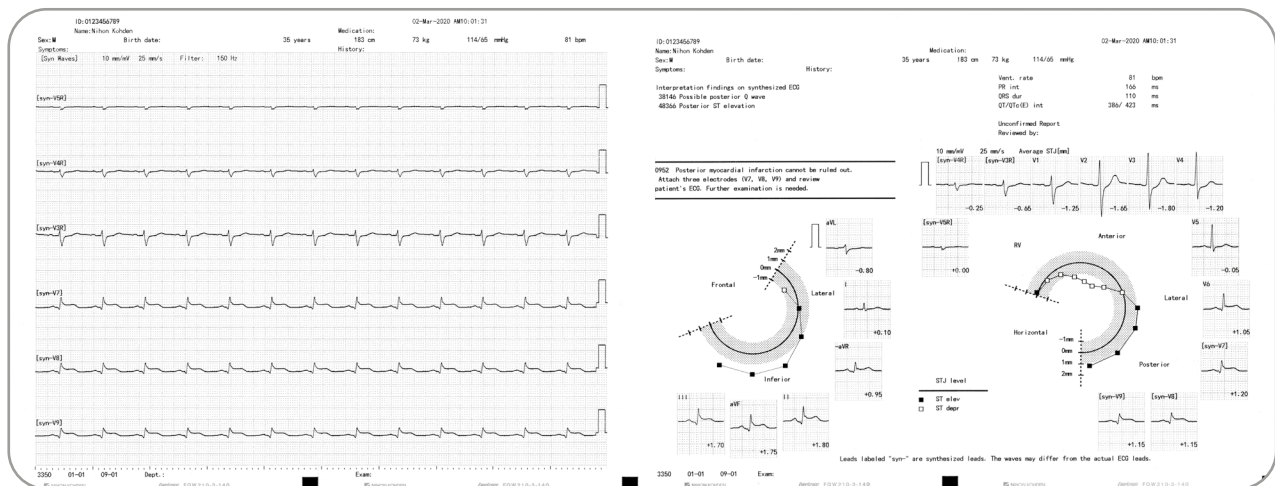 ID:0123456789 02-Mar-2020 AM10:01:31
Name:Nihon Kohden Medication:
Sex:M Birth date: 35 years 183 cm 73 kg 114/65 mmHg 81 bpm
Symptoms: History:
[Syn Waves] 10 mm/mV 25 mm/s Filter: 150 Hz
[syn-V5R]
[syn-V4R]
[syn-V3R]
[syn-V7]
[syn-V8]
[syn-V9]
3350 01-01 09-01 Dept.: Exam:
ID:0123456789 02-Mar-2020 AM10:01:31
Name:Nihon Kohden Medication:
Sex:M Birth date: 35 years 183 cm 73 kg 114/65 mmHg
Symptoms: History:
Vent. rate 81 bpm
PR int 166 ms
QRS dur 110 ms
QT/QTc(E) int 386/ 423 ms
Interpretation findings on synthesized ECG
38146 Possible posterior Q wave
48366 Posterior ST elevation
Unconfirmed Report
Reviewed by:
0952 Posterior myocardial infarction cannot be ruled out.
Attach three electrodes (V7, V8, V9) and review
patient's ECG. Further examination is needed.
10 mm/mV 25 mm/s Average STJ[mm]
[syn-V4R] [syn-V3R] V1 V2 V3 V4
-0.25 -0.65 -1.25 -1.65 -1.80 -1.20
aVL
-0.80
2mm
1mm
0mm
-1mm
Frontal
Lateral
I
+0.10
-aVR
+0.95
Inferior
III
+1.70
aVF
+1.75
II
+1.80
[syn-V5R]
+0.00
RV
Anterior
V5
-0.05
V6
+1.05
Lateral
Horizontal
-1mm
0mm
1mm
2mm
Posterior
[syn-V7]
+1.20
[syn-V9]
+1.15
[syn-V8]
+1.15
STJ level
ST elev
ST depr
Leads labeled "syn-" are synthesized leads. The waves may differ from the actual ECG leads.
3350 01-01 09-01 Exam: